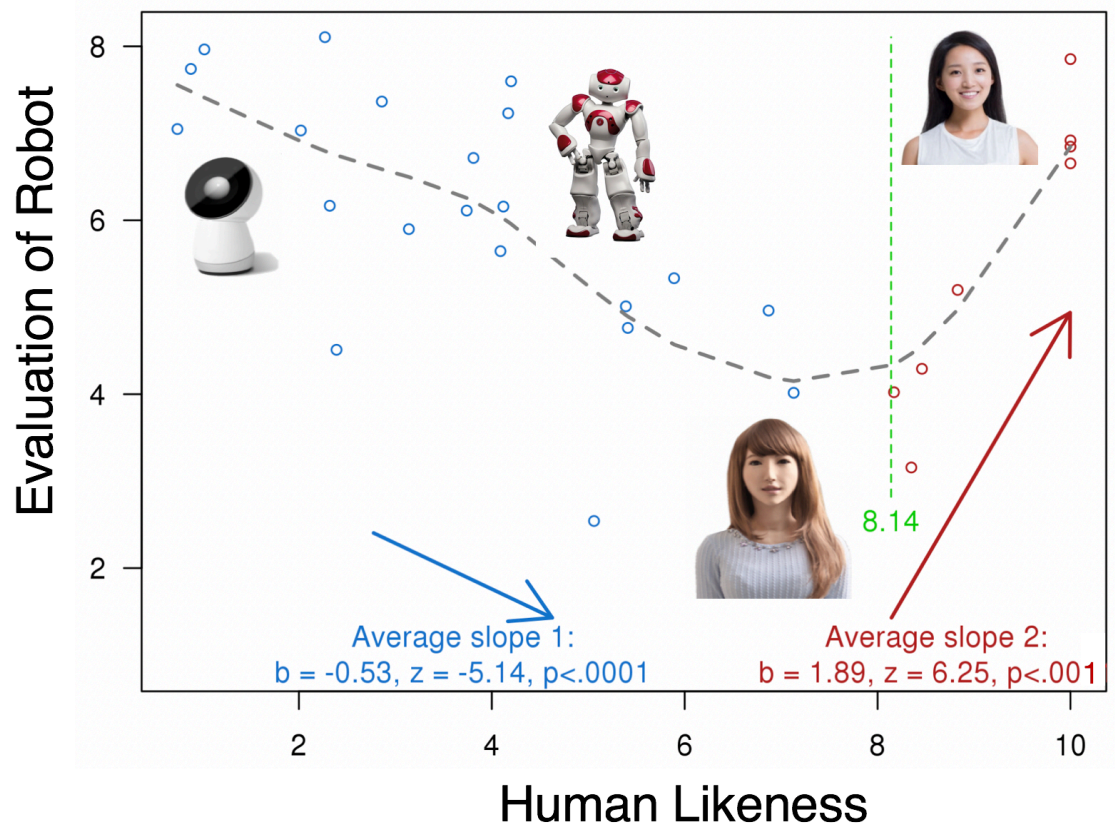 Evaluation of Robot
8
6
4
2
8.14
Average slope 1:
b = -0.53, z = -5.14, p<.0001
Average slope 2:
b = 1.89, z = 6.25, p<.001
2
4
6
8
10
Human Likeness